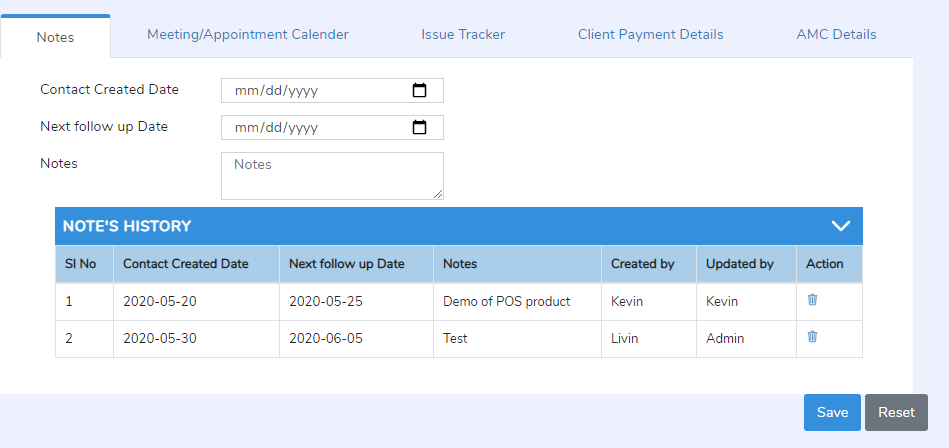 Notes Meeting/Appointment Calender Issue Tracker Client Payment Details AMC Details
Contact Created Date mm/dd/yyyy
Next follow up Date mm/dd/yyyy
Notes Notes
NOTE'S HISTORY
Sl No Contact Created Date Next follow up Date Notes Created by Updated by Action
1 2020-05-20 2020-05-25 Demo of POS product Kevin Kevin
2 2020-05-30 2020-06-05 Test Livin Admin
Save Reset